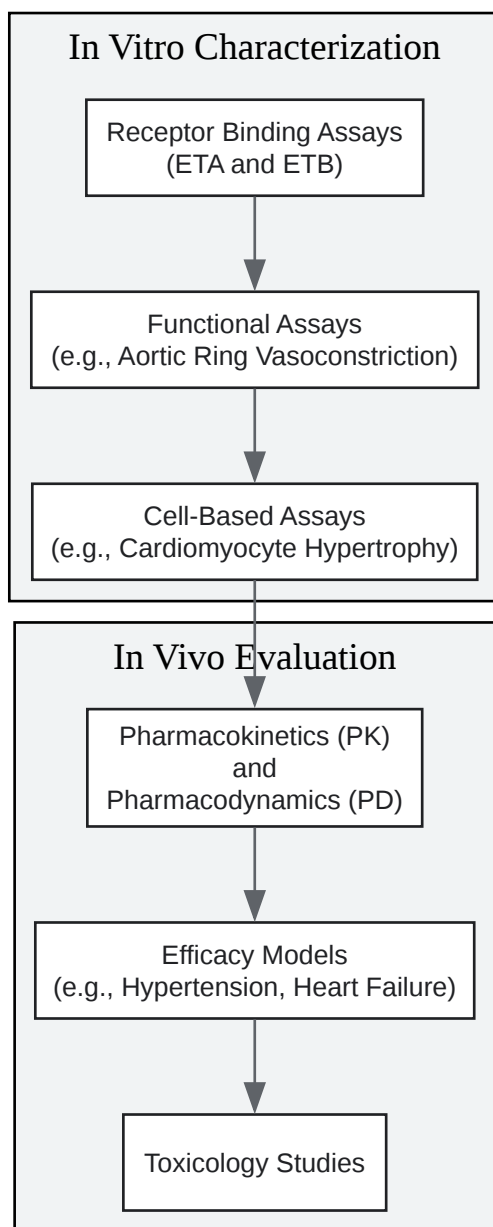 In Vitro Characterization
Receptor Binding Assays
(ETA and ETB)
Functional Assays
(e.g., Aortic Ring Vasoconstriction)
Cell-Based Assays
(e.g., Cardiomyocyte Hypertrophy)
In Vivo Evaluation
Pharmacokinetics (PK)
and
Pharmacodynamics (PD)
Efficacy Models
(e.g., Hypertension, Heart Failure)
Toxicology Studies